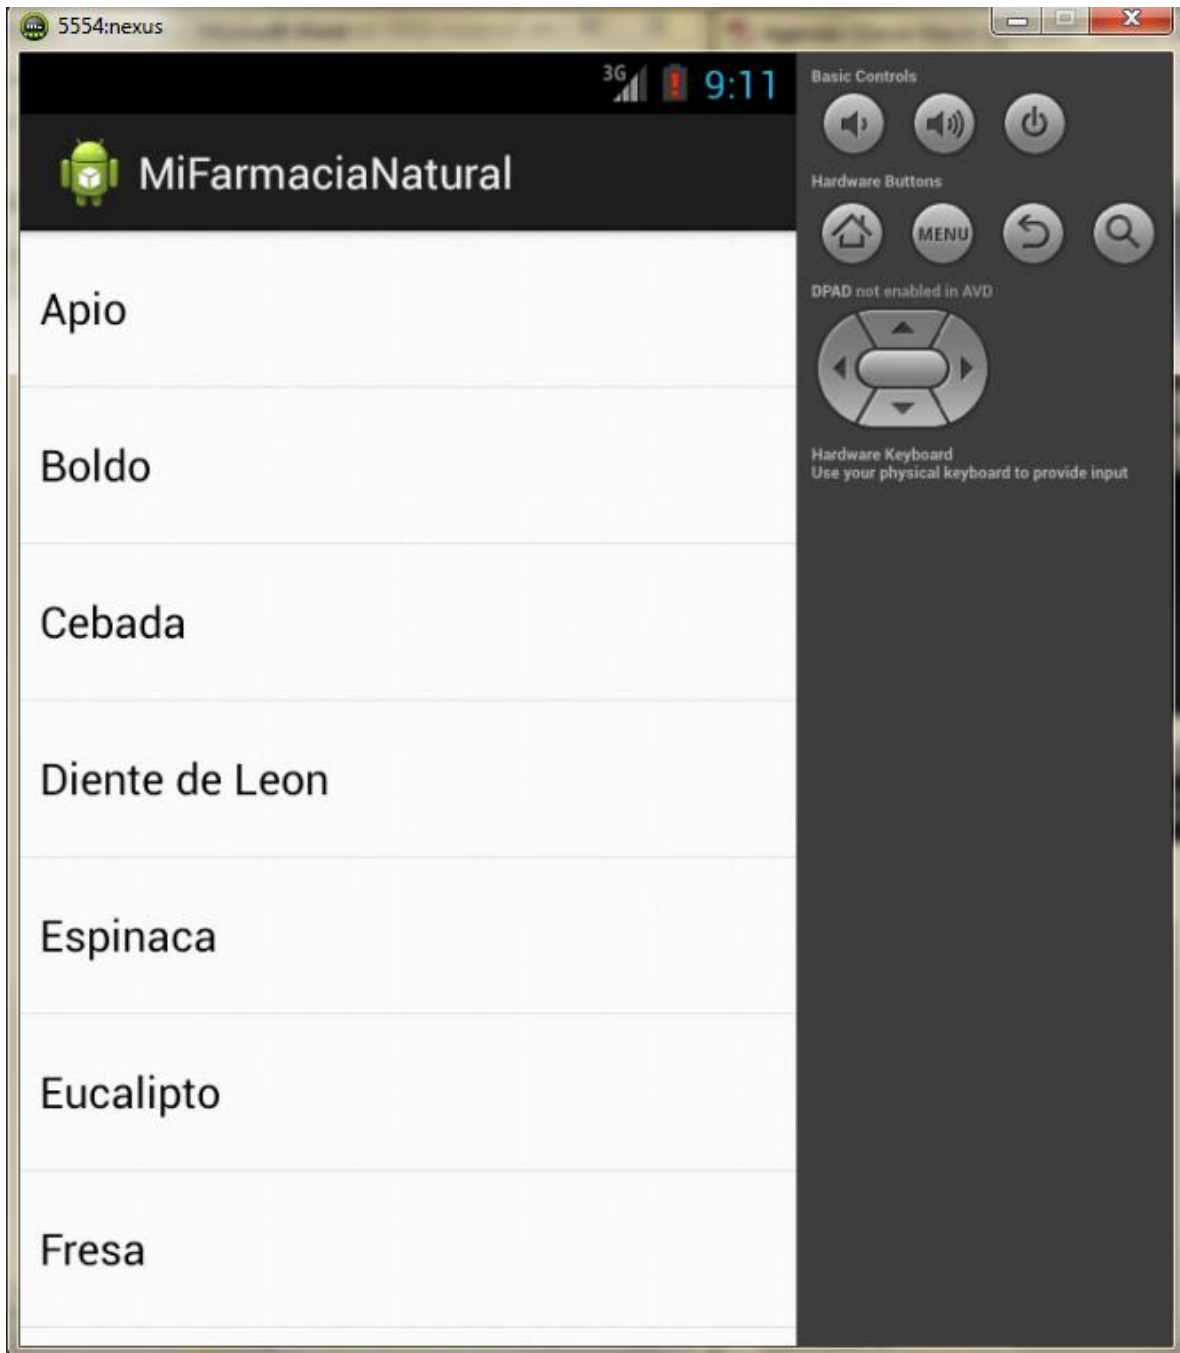 5554:nexus
3G 9:11
MiFarmaciaNatural
Apio
Boldo
Cebada
Diente de Leon
Espinaca
Eucalipto
Fresa
Basic Controls
Hardware Buttons
MENU
DPAD not enabled in AVD
Hardware Keyboard
Use your physical keyboard to provide input